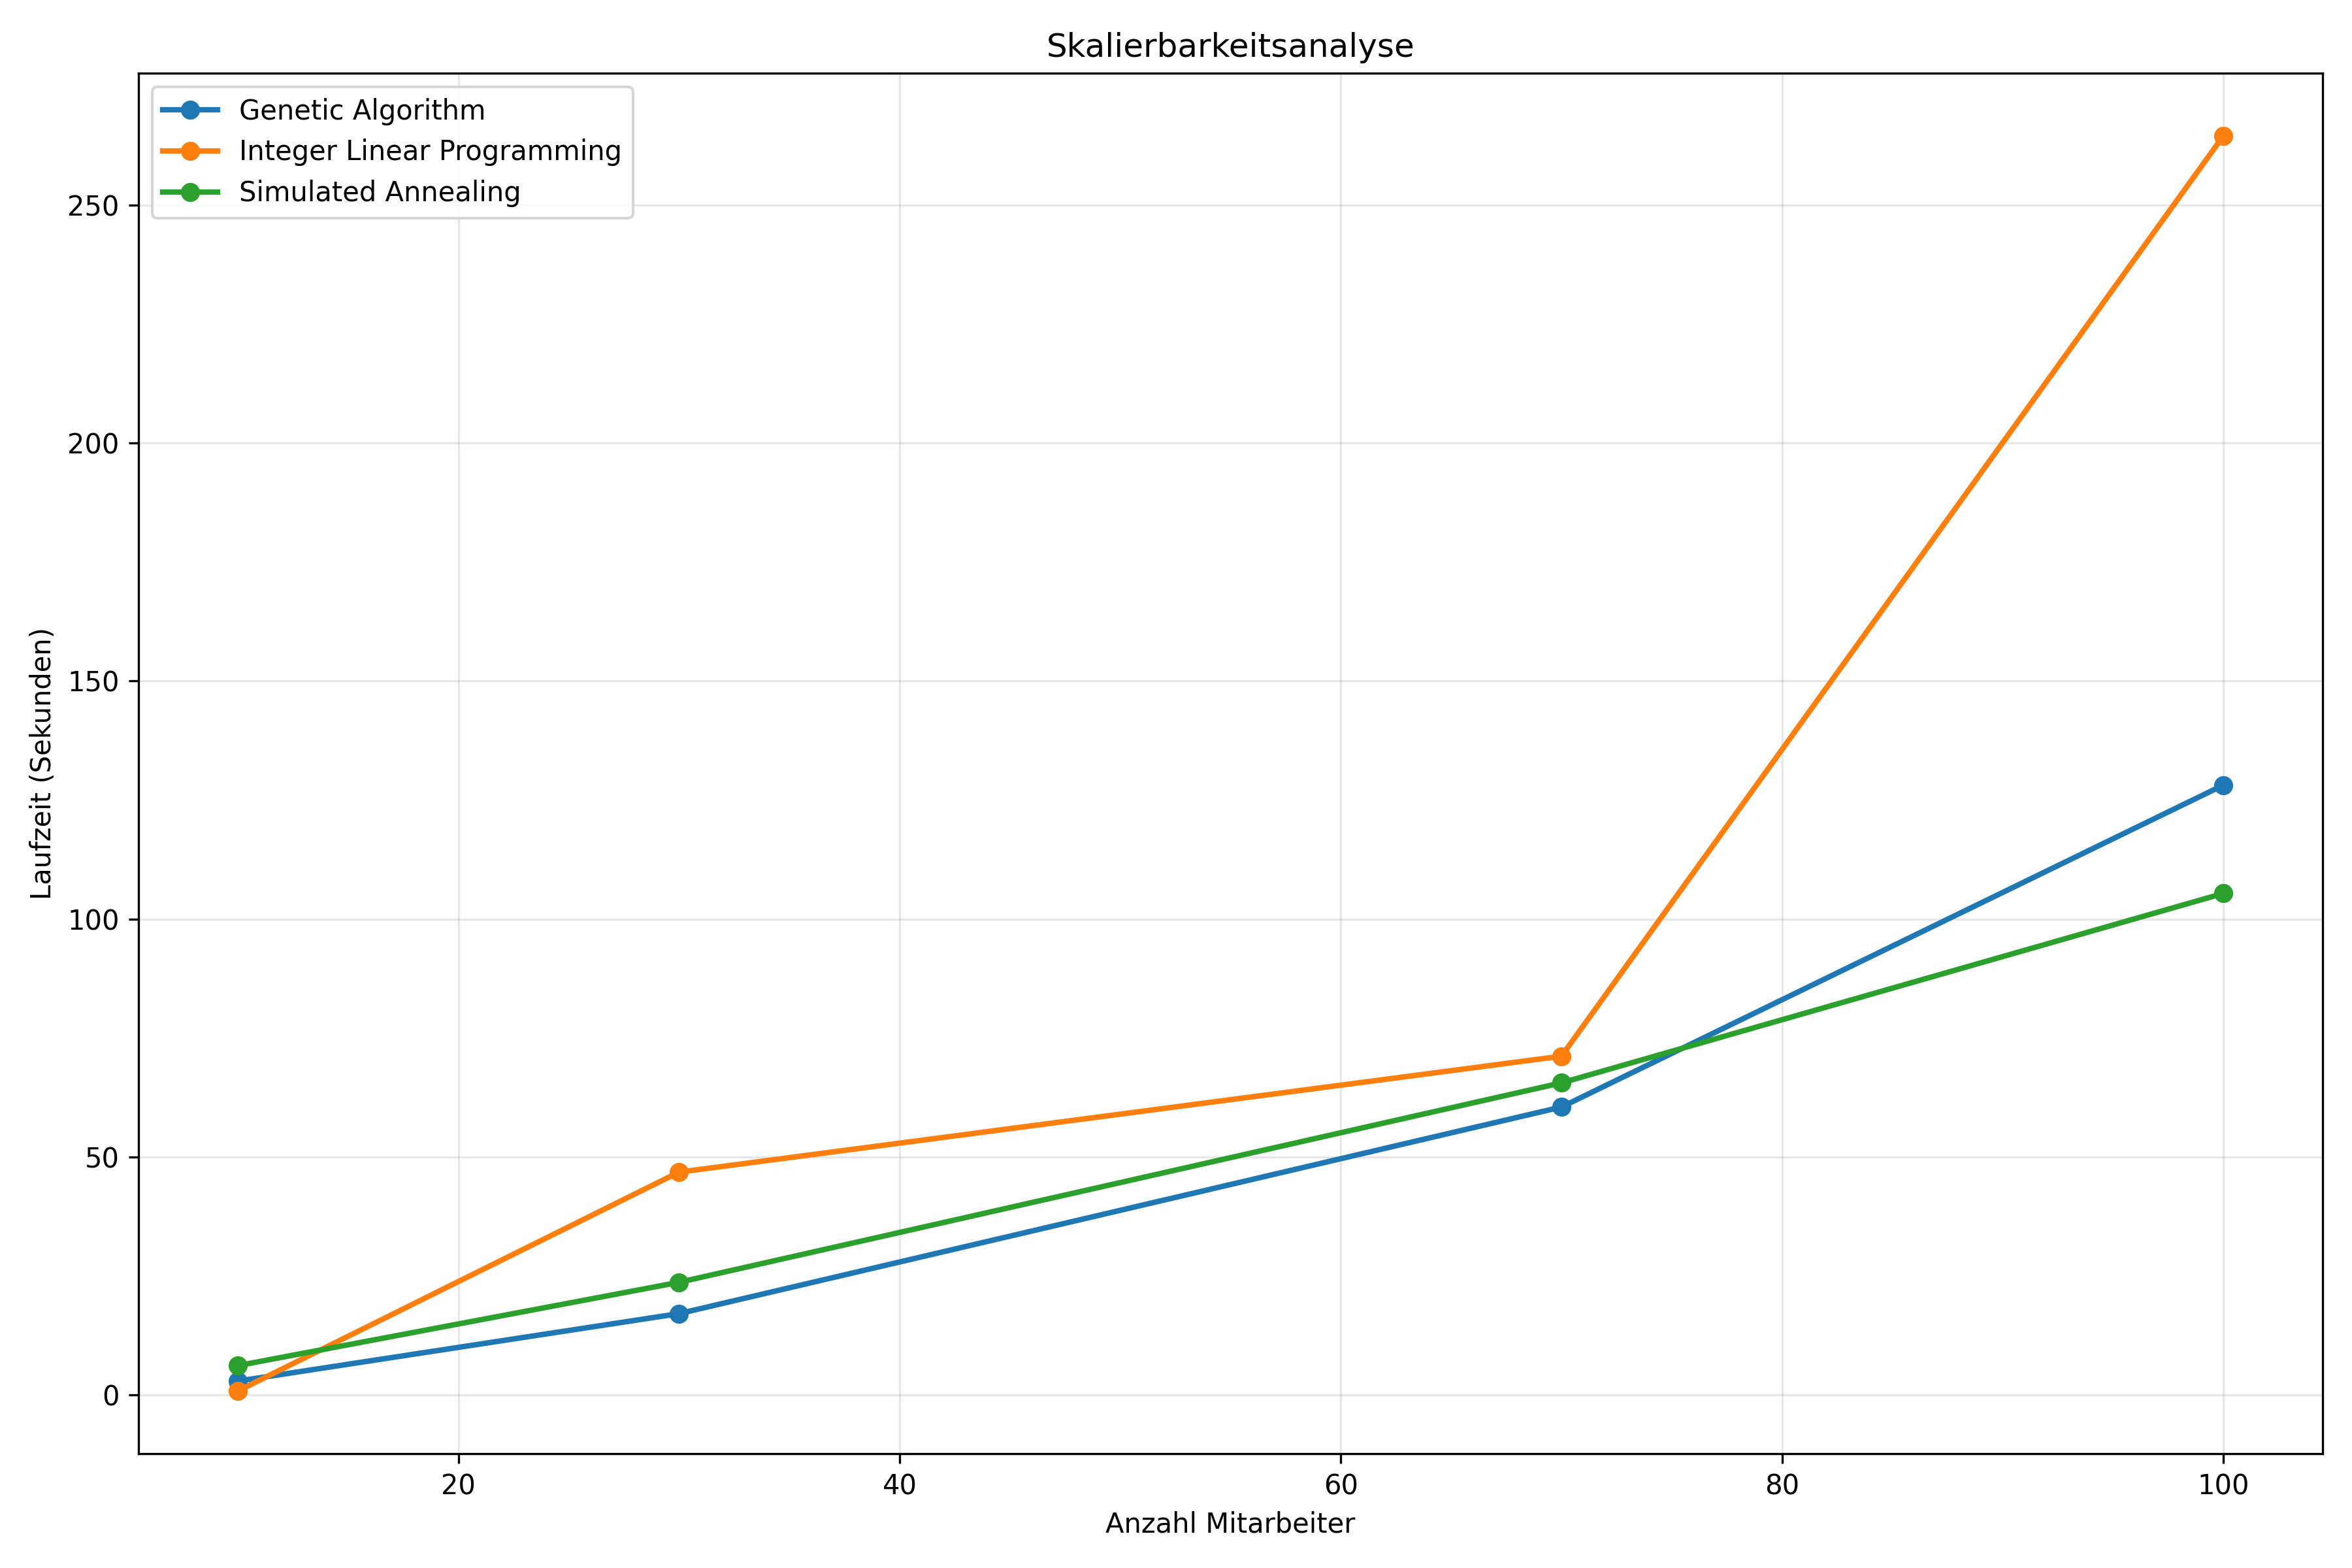 Skalierbarkeitsanalyse
Genetic Algorithm
Integer Linear Programming
Simulated Annealing
250
200
150
100
50
0
Laufzeit (Sekunden)
20
40
60
80
100
Anzahl Mitarbeiter